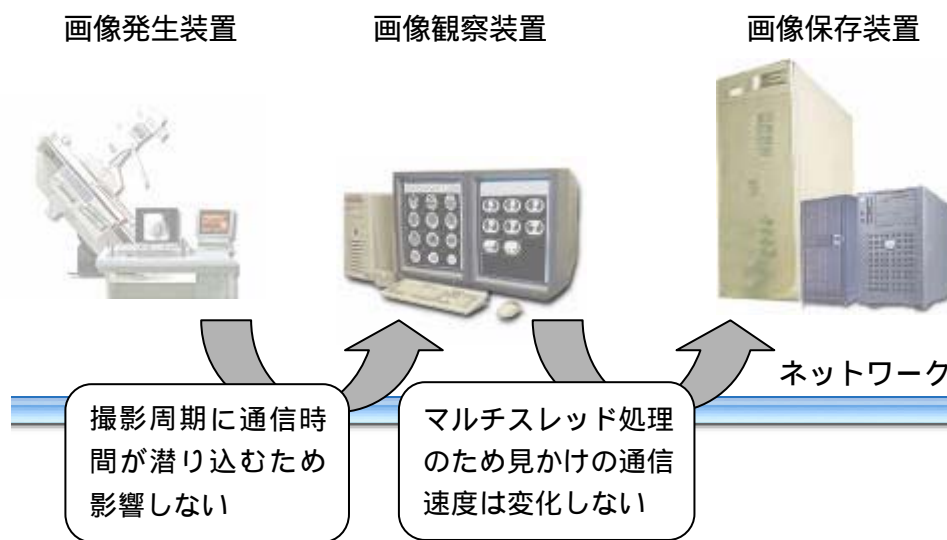 画像発生装置
画像観察装置
画像保存装置
ネットワーク
撮影周期に通信時
間が潜り込むため
影響しない
マルチスレッド処理
のため見かけの通信
速度は変化しない